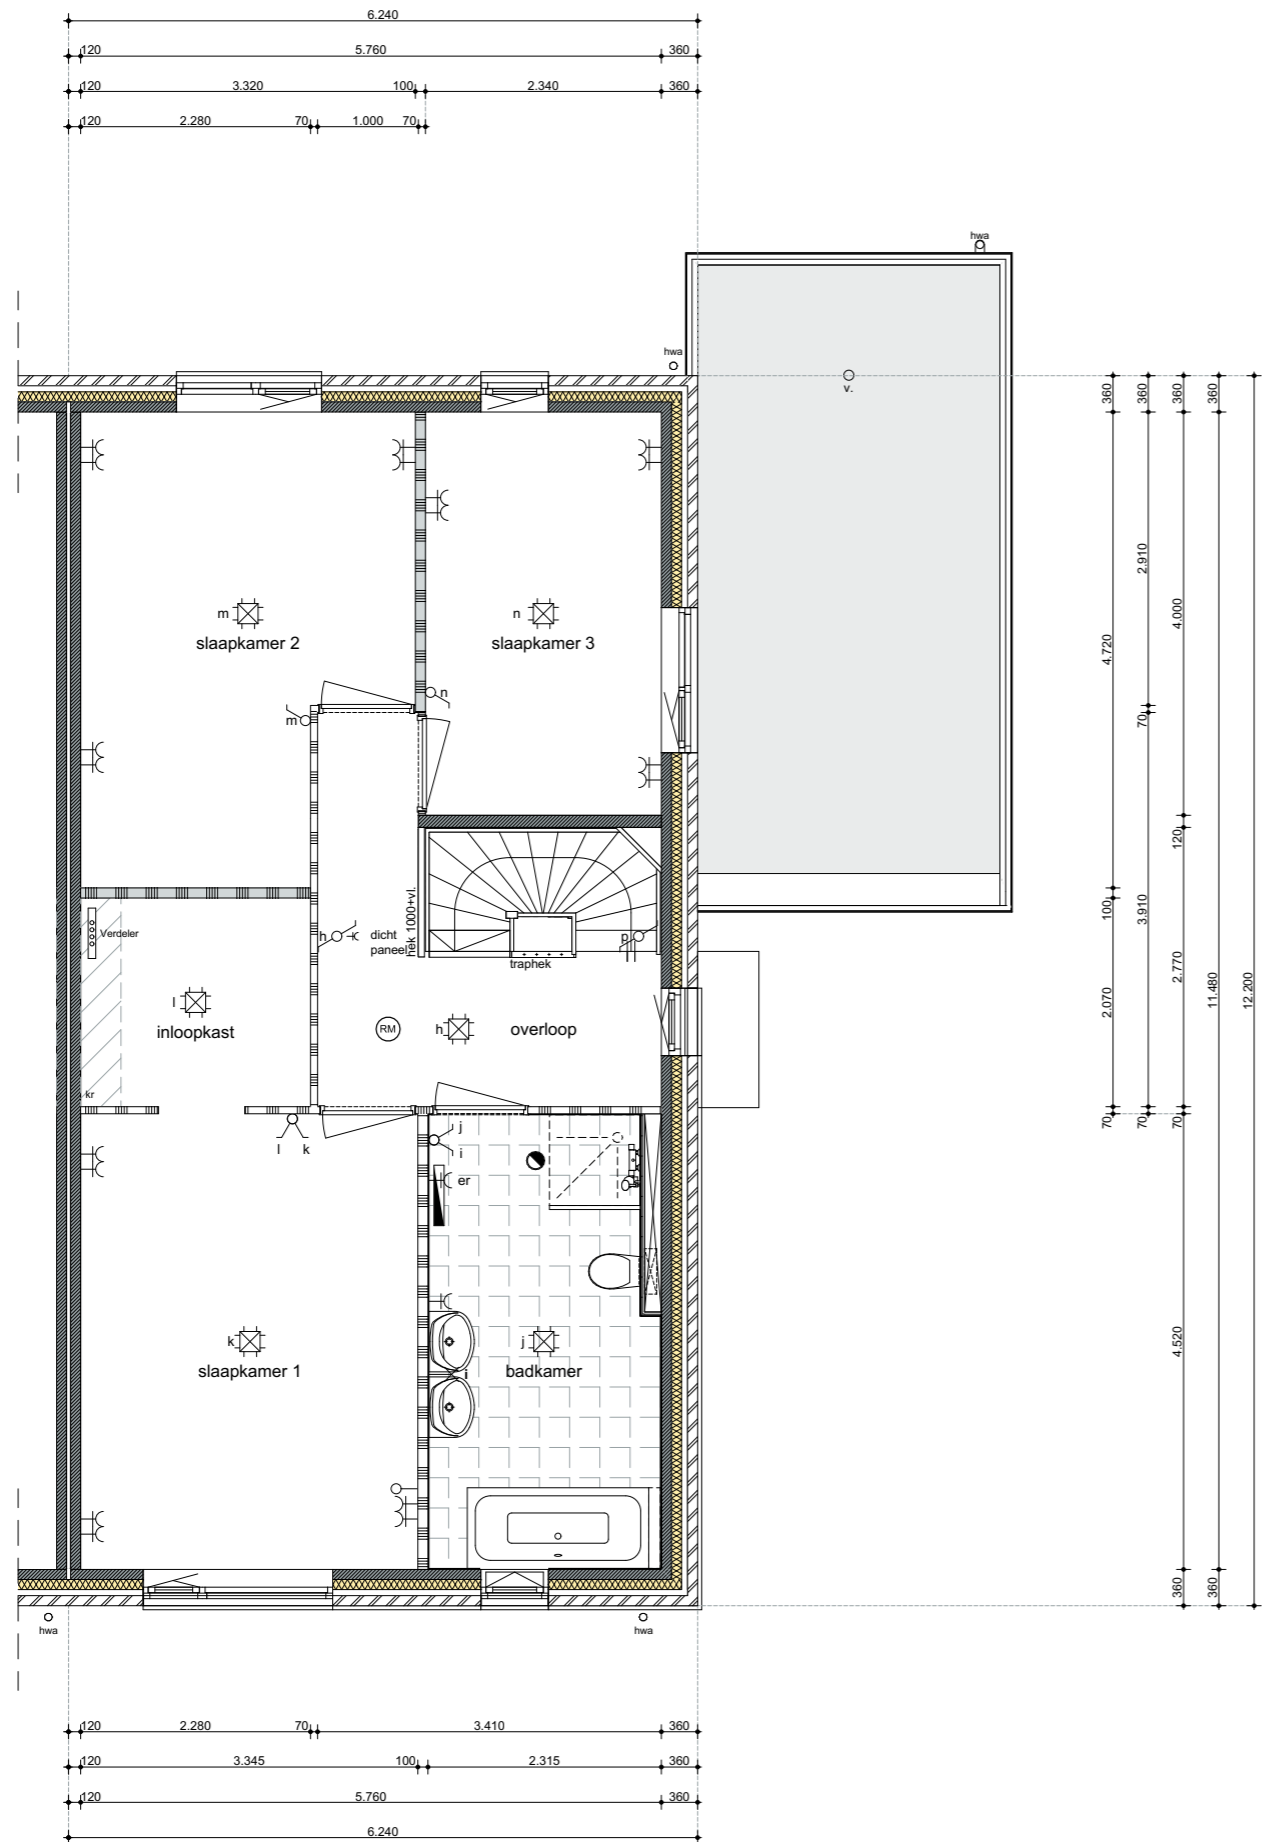 6.240
120 5.760 360
120 3.320 100 2.340 360
120 2.280 70 1.000 70
hwa
hwa
v.
360 360 360 360
2.910
4.000
4.720
m n
slaapkamer 2 slaapkamer 3
n
m
70
120
100
3.910
hek 1000+vl.
Verdeler
h dicht
paneel
p
traphek
2.770
11.480
12.200
2.070
l
inloopkast
RM h overloop
kr
70 70 70
l k
j
i
er
k
slaapkamer 1
j
badkamer
i
4.520
360 360
hwa hwa
120 2.280 70 3.410 360
120 3.345 100 2.315 360
120 5.760 360
6.240